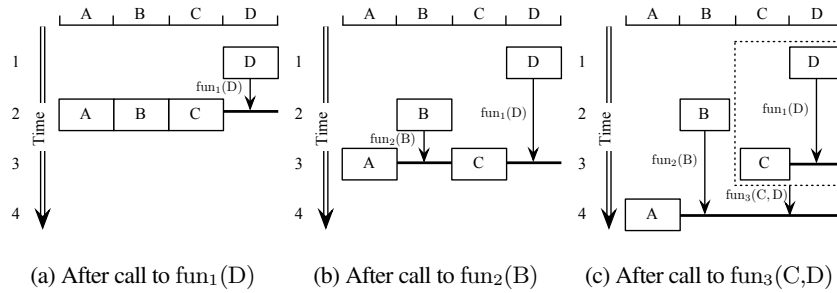 A B C D A B C D A B C D
1 D D D
fun₁(D)
2 A B C B fun₁(D) B fun₁(D)
fun₂(B)
Time Time Time
3 A C fun₂(B) C
fun₃(C, D)
4 A
(a) After call to fun₁(D) (b) After call to fun₂(B) (c) After call to fun₃(C,D)
1
2
3
4
1
2
3
4